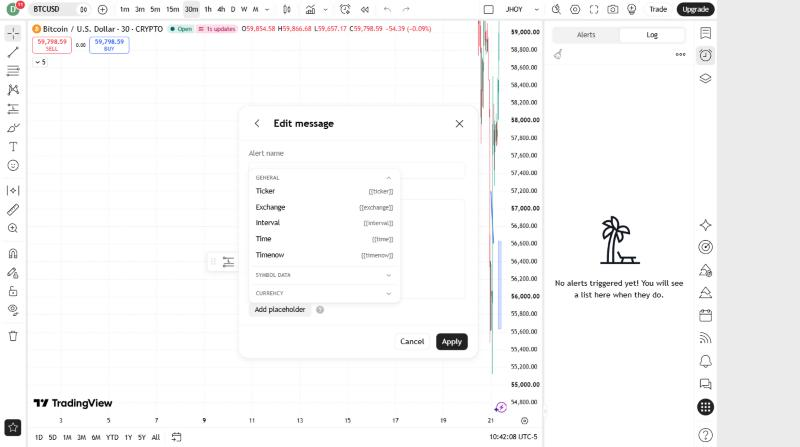 D 11 BTCUSD 1m 3m 5m 15m 30m 1h 4h D W M JHOY Trade Upgrade
Bitcoin / U.S. Dollar · 30 · CRYPTO Open 1s updates O59,854.58 H59,866.68 L59,657.17 C59,798.59 -54.39 (-0.09%)
59,798.59 SELL
0.00
59,798.59 BUY
5
59,000.00
58,800.00
58,600.00
58,400.00
58,200.00
58,000.00
57,800.00
57,600.00
57,400.00
57,200.00
57,000.00
56,800.00
56,600.00
56,400.00
56,200.00
56,000.00
55,800.00
55,600.00
55,400.00
55,200.00
55,000.00
54,800.00
Edit message
Alert name
GENERAL
Ticker {{ticker}}
Exchange {{exchange}}
Interval {{interval}}
Time {{time}}
Timenow {{timenow}}
SYMBOL DATA
CURRENCY
Add placeholder ?
Cancel Apply
Alerts Log
No alerts triggered yet! You will see
a list here when they do.
TradingView
3 5 7 9 11 13 15 17 19 21
1D 5D 1M 3M 6M YTD 1Y 5Y All
10:42:08 UTC-5